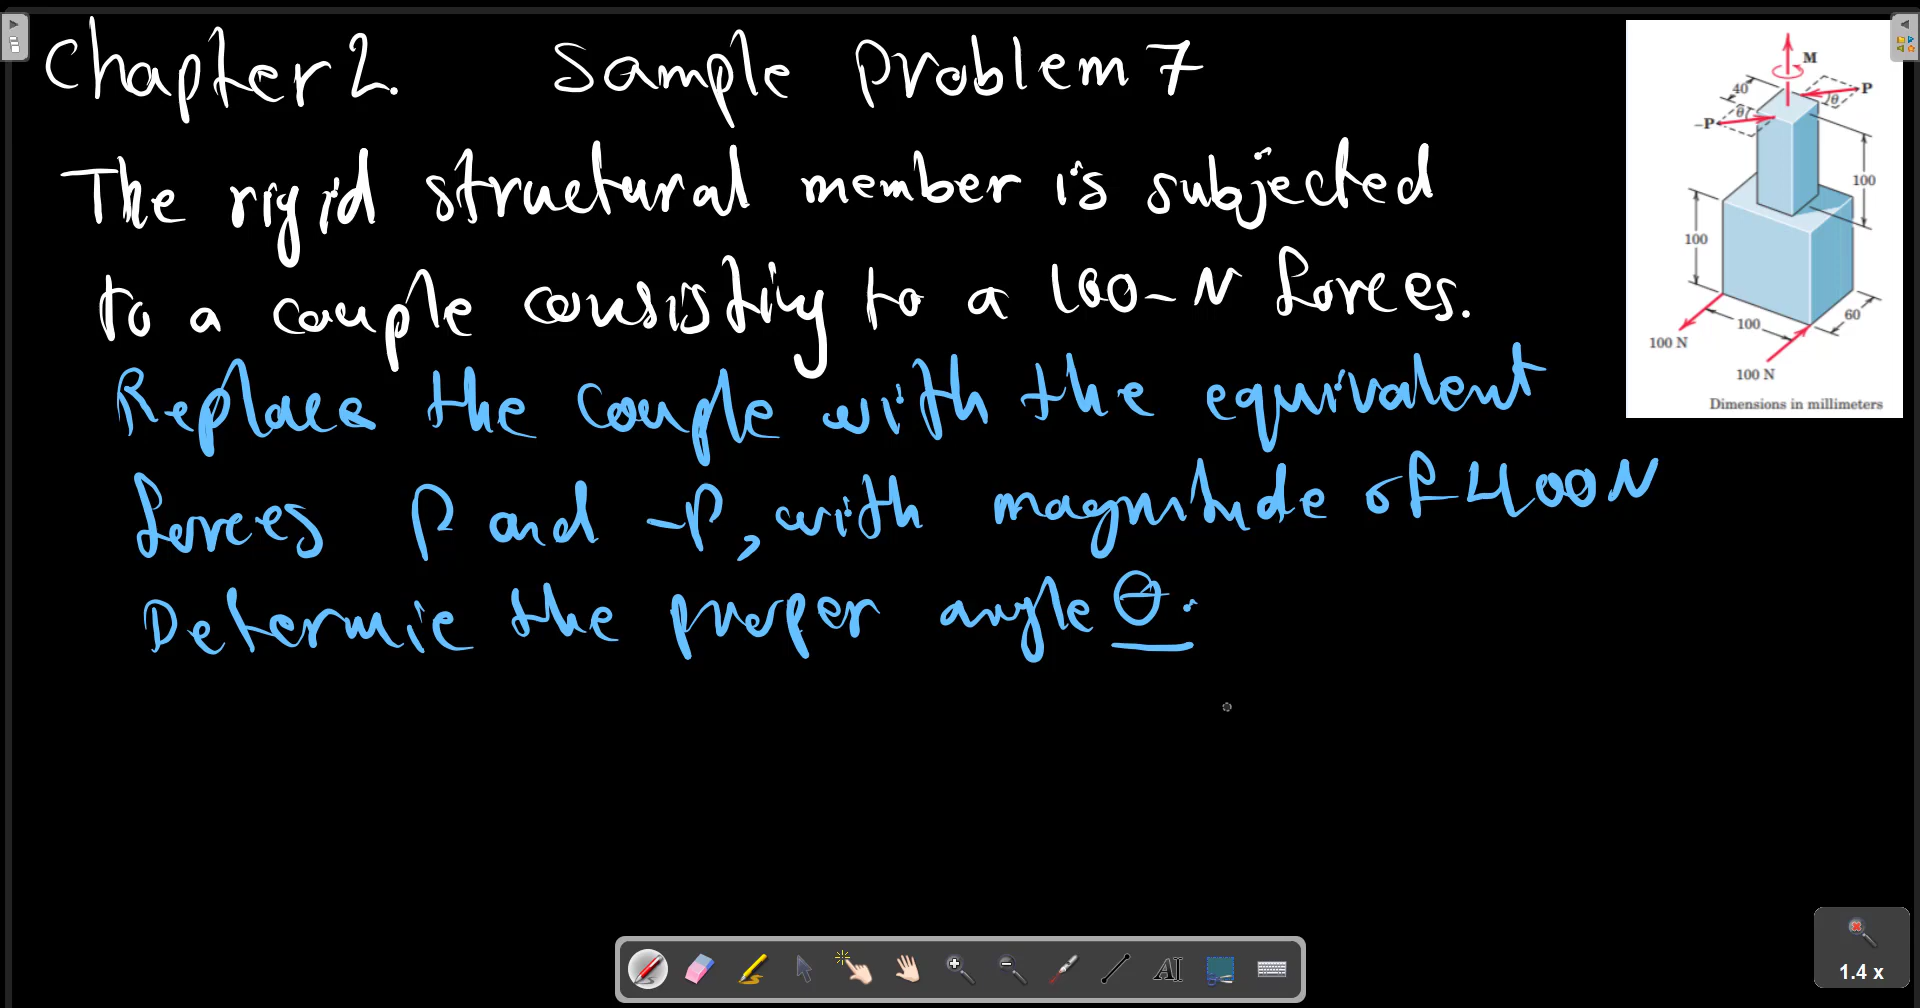 Chapter 2. Sample Problem 7
The rigid structural member is subjected
to a couple consisting to a 100-N forces.
Replace the couple with the equivalent
forces P and -P, with magnitude of 400N
Determie the proper angle θ.
M
40
P
θ
θ
-P
100
100
100
60
100 N
100 N
Dimensions in millimeters
AI
1.4 x